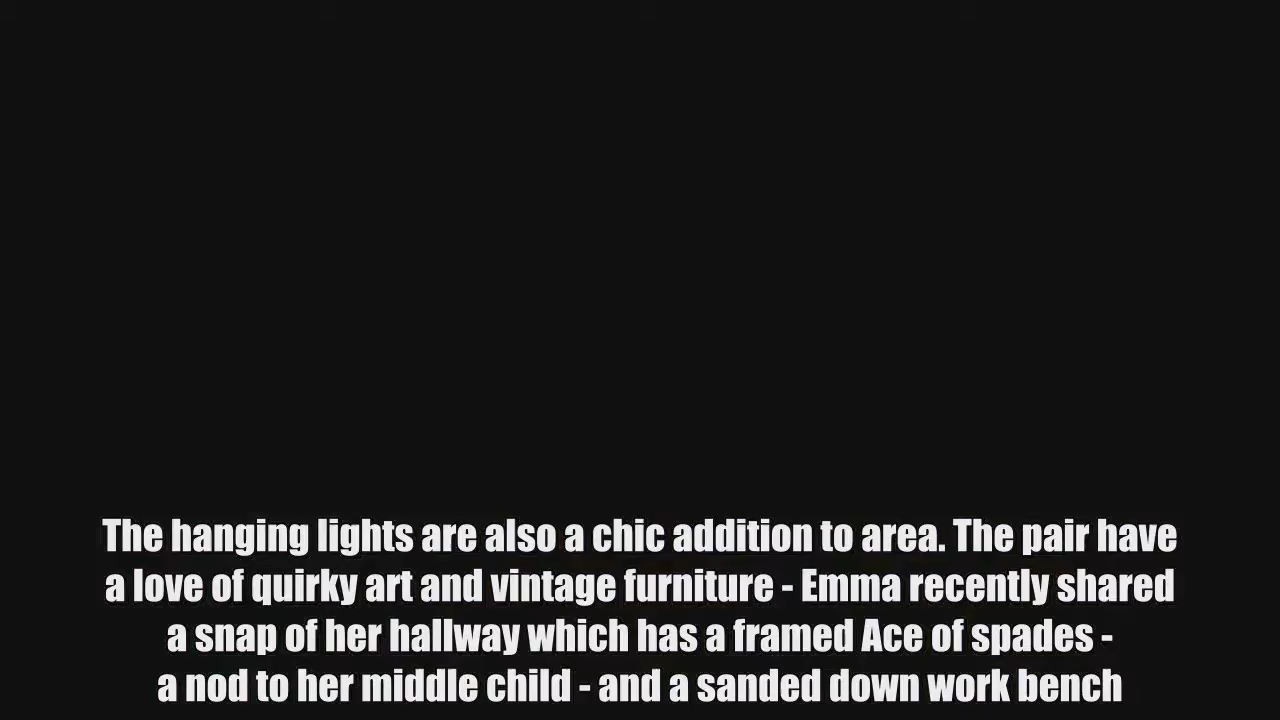 The hanging lights are also a chic addition to area. The pair have
a love of quirky art and vintage furniture - Emma recently shared
a snap of her hallway which has a framed Ace of spades -
a nod to her middle child - and a sanded down work bench